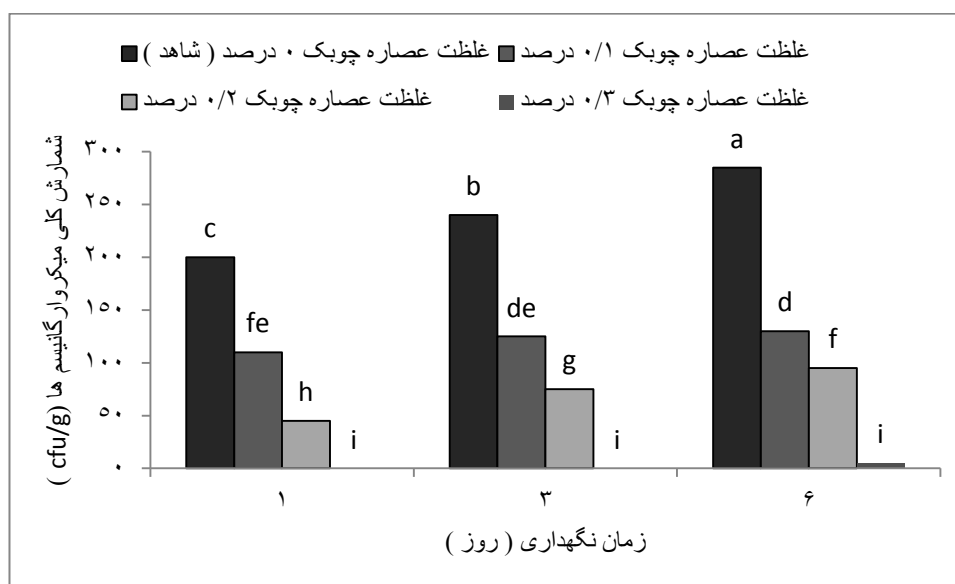 غلظت عصاره چوبک ۰ درصد ( شاهد )
غلظت عصاره چوبک ۰/۱ درصد
غلظت عصاره چوبک ۰/۲ درصد
غلظت عصاره چوبک ۰/۳ درصد
شمارش کلی میکروارگانیسم ها (cfu/g )
۳۰۰
۲۵۰
۲۰۰
۱۵۰
۱۰۰
۵۰
۰
c
fe
h
i
b
de
g
i
a
d
f
i
۱
۳
۶
زمان نگهداری ( روز )